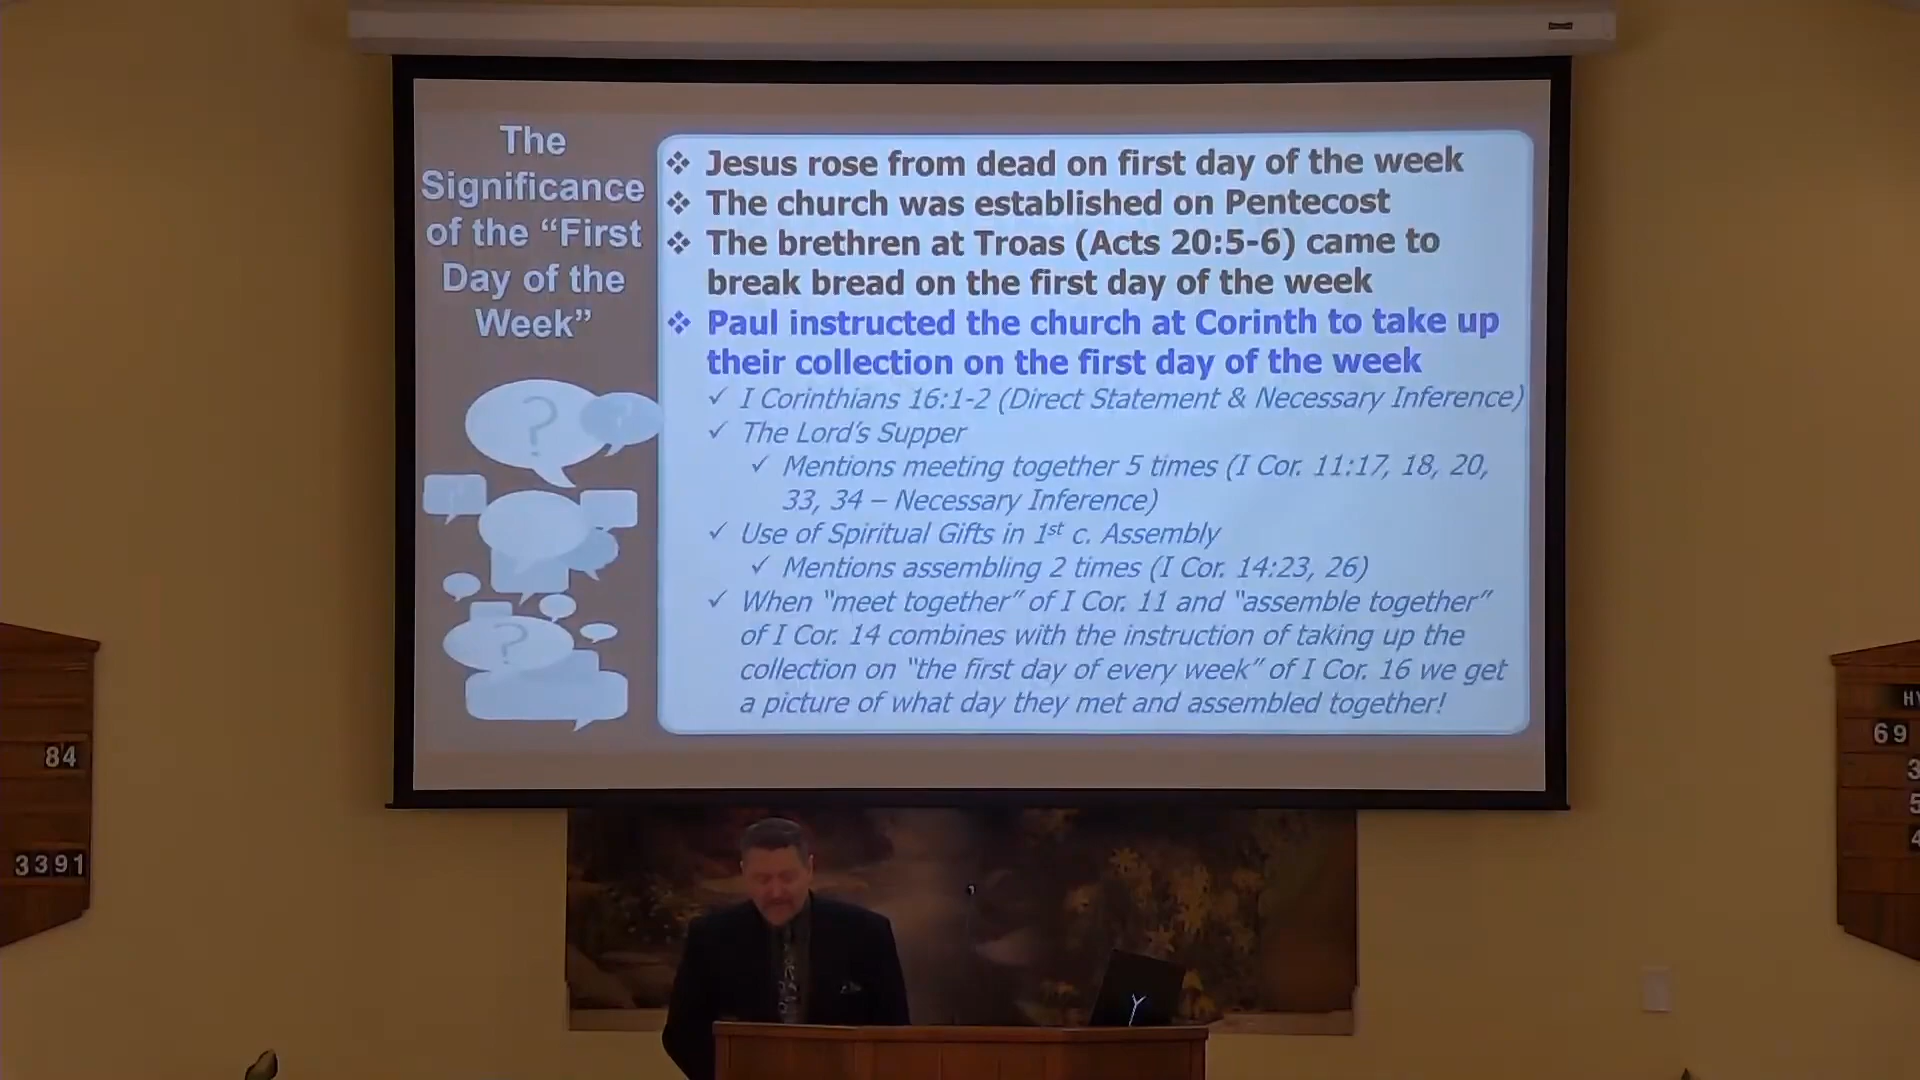 The
Significance
of the “First
Day of the
Week”
❖ Jesus rose from dead on first day of the week
❖ The church was established on Pentecost
❖ The brethren at Troas (Acts 20:5-6) came to
break bread on the first day of the week
❖ Paul instructed the church at Corinth to take up
their collection on the first day of the week
✓ I Corinthians 16:1-2 (Direct Statement & Necessary Inference)
✓ The Lord’s Supper
✓ Mentions meeting together 5 times (I Cor. 11:17, 18, 20,
33, 34 – Necessary Inference)
✓ Use of Spiritual Gifts in 1st c. Assembly
✓ Mentions assembling 2 times (I Cor. 14:23, 26)
✓ When “meet together” of I Cor. 11 and “assemble together”
of I Cor. 14 combines with the instruction of taking up the
collection on “the first day of every week” of I Cor. 16 we get
a picture of what day they met and assembled together!
?
?
84
3391
HY
69
3
5
4